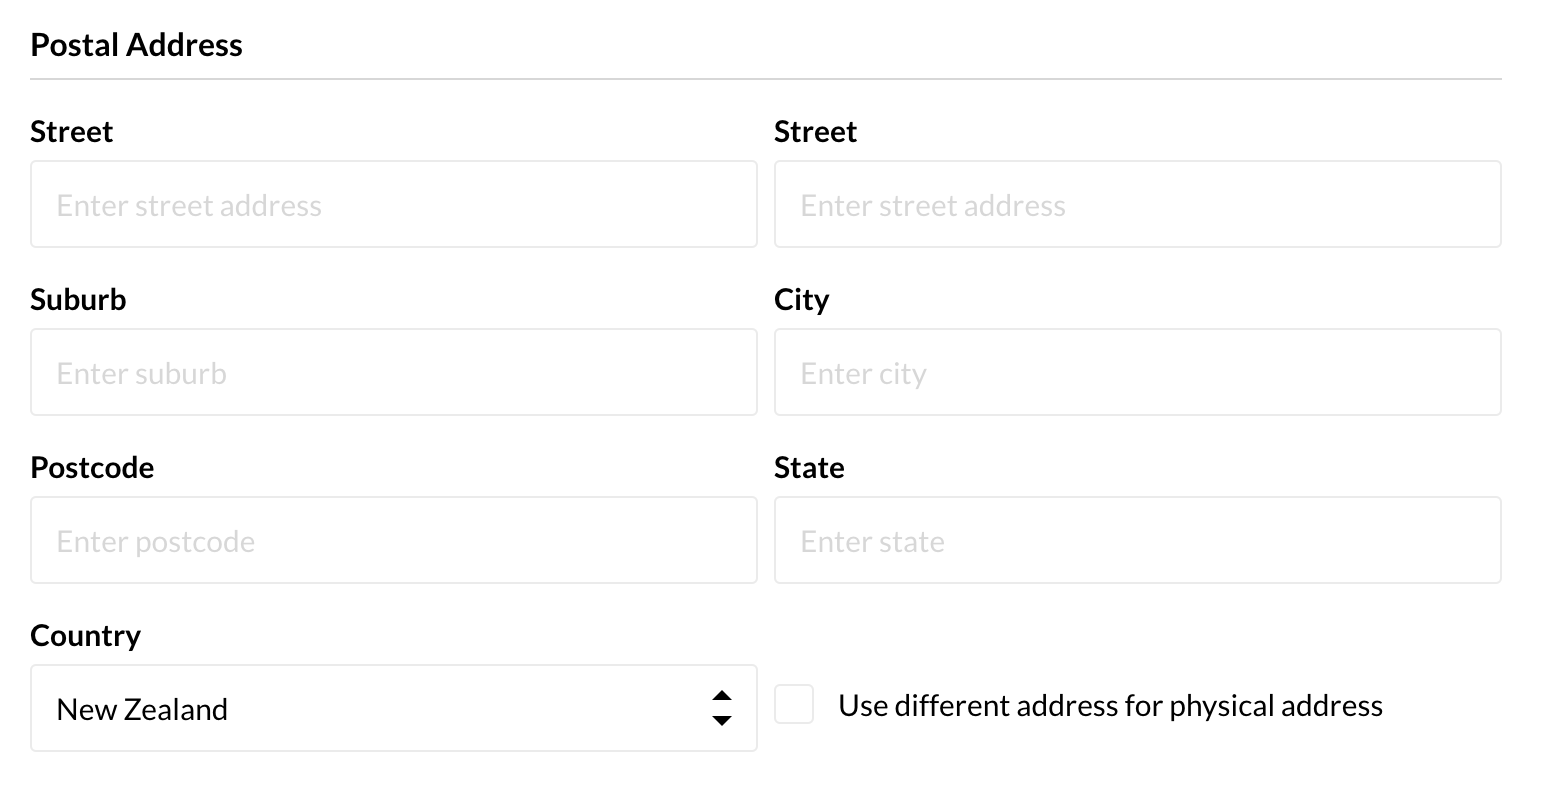 Postal Address
Street
Street
Enter street address
Enter street address
Suburb
City
Enter suburb
Enter city
Postcode
State
Enter postcode
Enter state
Country
New Zealand
Use different address for physical address